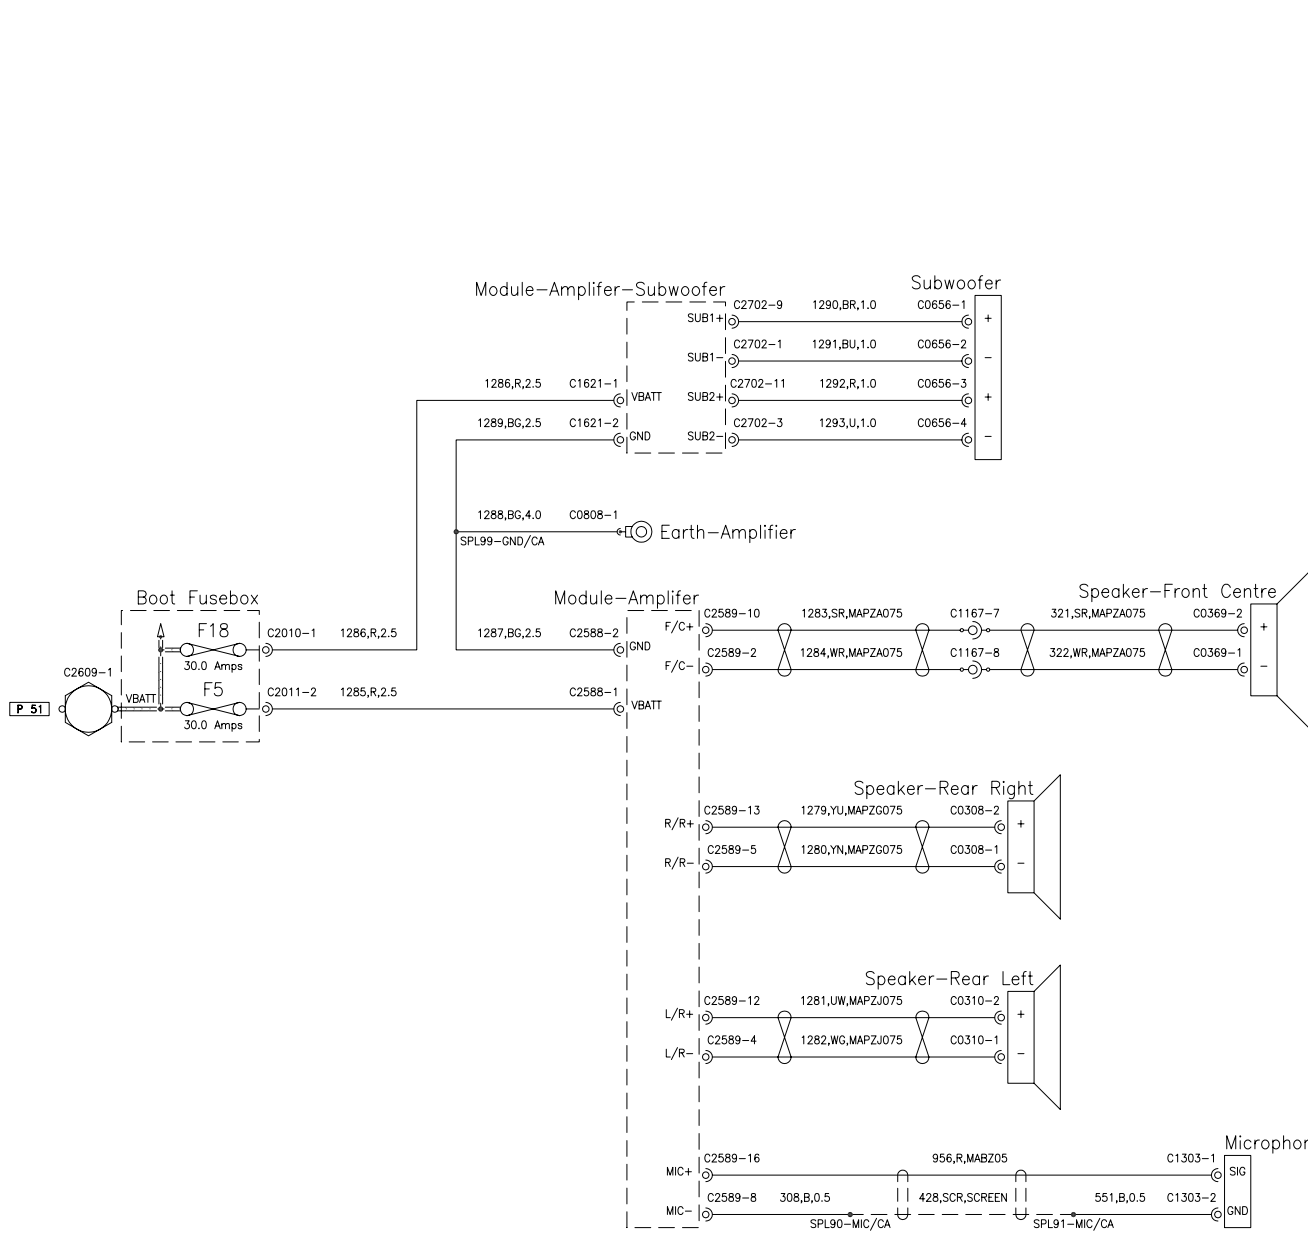 Module-Amplifer-Subwoofer
Subwoofer
C2702-9 1290,BR,1.0 C0656-1
SUB1+ +
C2702-1 1291,BU,1.0 C0656-2
SUB1- -
1286,R,2.5 C1621-1 C2702-11 1292,R,1.0 C0656-3
VBATT SUB2+ +
1289,BG,2.5 C1621-2 C2702-3 1293,U,1.0 C0656-4
GND SUB2- -
1288,BG,4.0 C0808-1
Earth-Amplifier
SPL99-GND/CA
Boot Fusebox
Module-Amplifer
Speaker-Front Centre
C2589-10 1283,SR,MAPZA075 C1167-7 321,SR,MAPZA075 C0369-2
F/C+ +
F18 C2010-1 1286,R,2.5 1287,BG,2.5 C2588-2
GND
C2589-2 1284,WR,MAPZA075 C1167-8 322,WR,MAPZA075 C0369-1
F/C- -
30.0 Amps
C2609-1
F5 C2011-2 1285,R,2.5 C2588-1
VBATT
P 51
VBATT
30.0 Amps
Speaker-Rear Right
C2589-13 1279,YU,MAPZG075 C0308-2
R/R+ +
C2589-5 1280,YN,MAPZG075 C0308-1
R/R- -
Speaker-Rear Left
C2589-12 1281,UW,MAPZJ075 C0310-2
L/R+ +
C2589-4 1282,WG,MAPZJ075 C0310-1
L/R- -
Microphor
C2589-16 956,R,MABZ05 C1303-1
MIC+ SIG
C2589-8 308,B,0.5 428,SCR,SCREEN 551,B,0.5 C1303-2
MIC- GND
SPL90-MIC/CA SPL91-MIC/CA